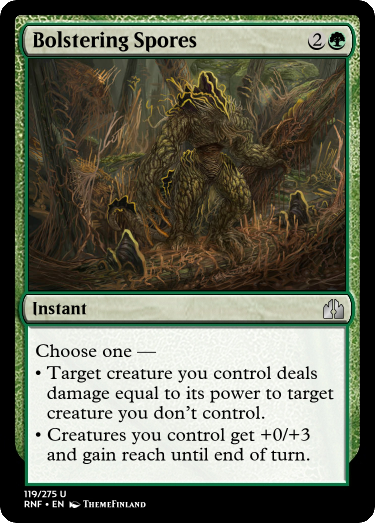 Bolstering Spores 2
Instant
Choose one —
• Target creature you control deals
damage equal to its power to target
creature you don't control.
• Creatures you control get +0/+3
and gain reach until end of turn.
119/275 U
RNF • EN ThemeFinland